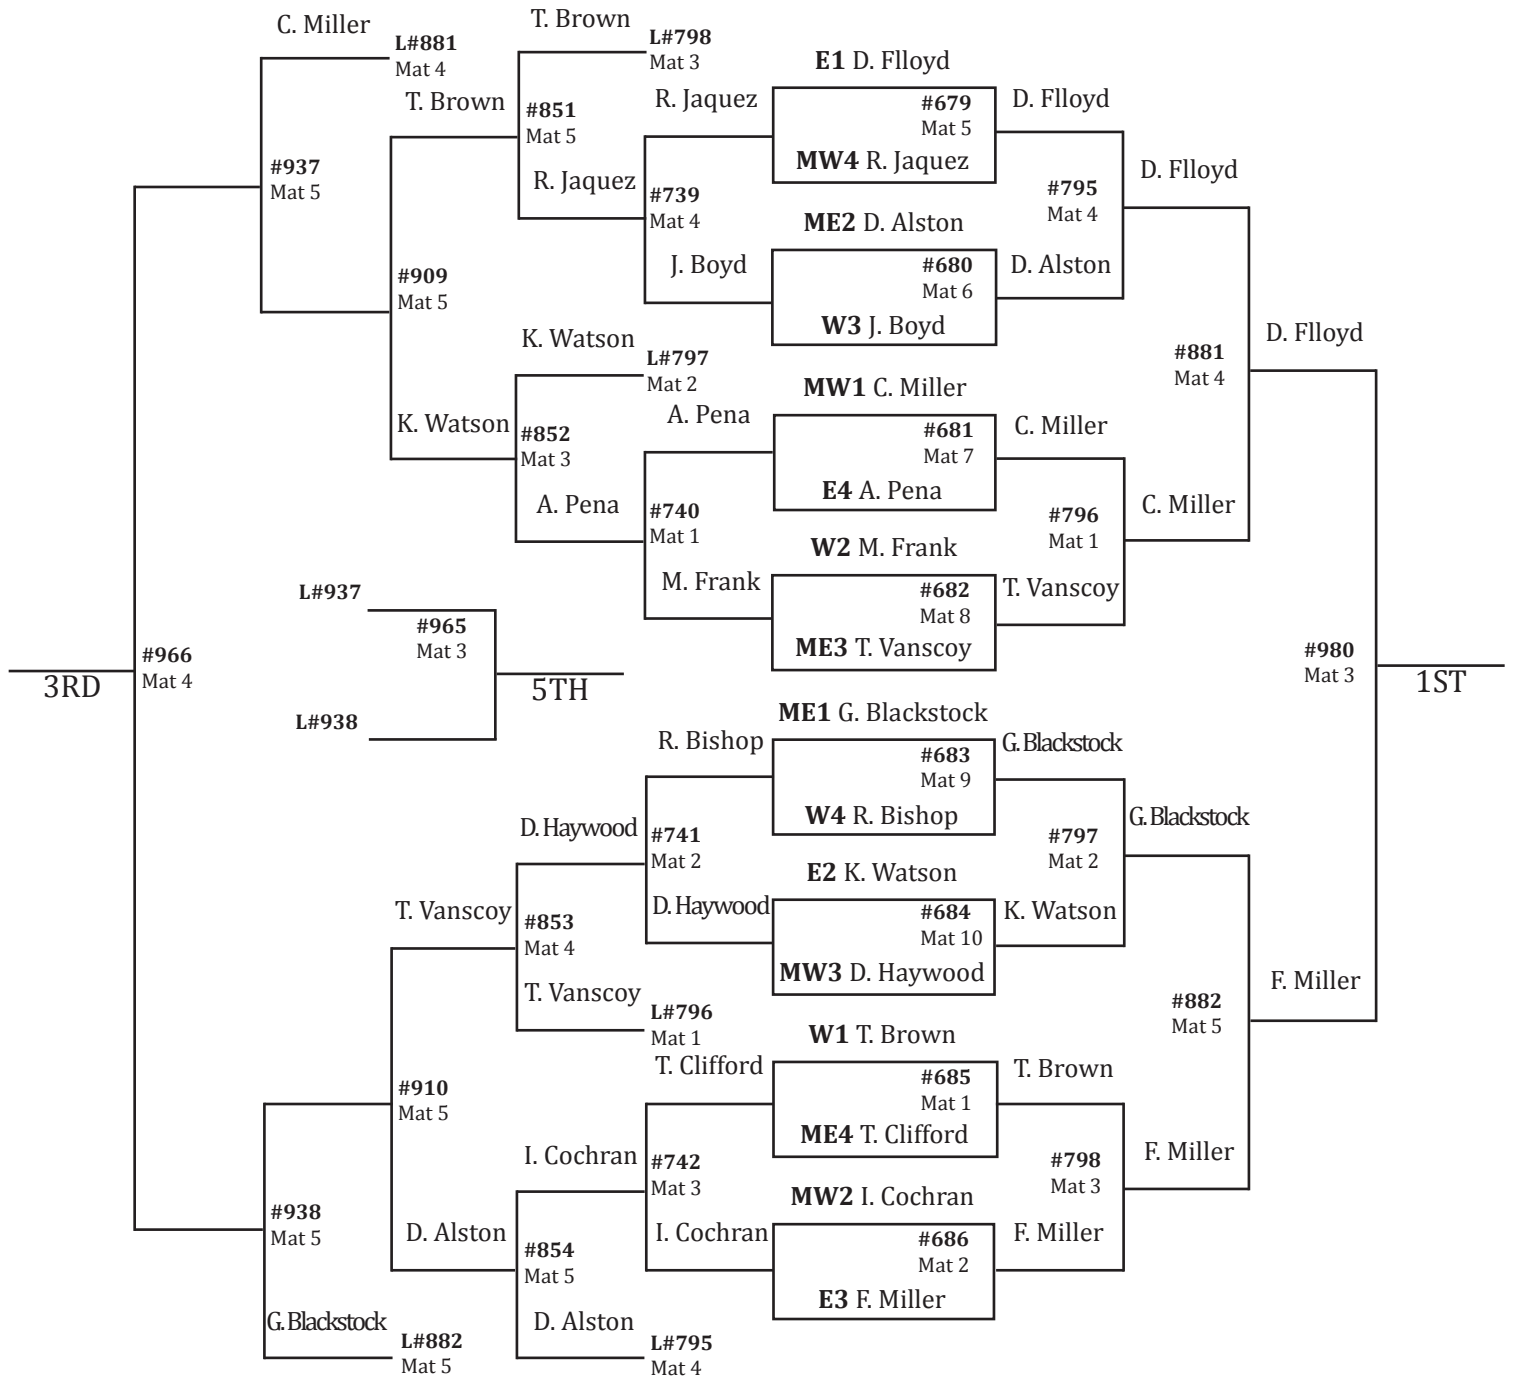 C. Miller
L#881
Mat 4
T. Brown
L#798
Mat 3
T. Brown
#851
Mat 5
R. Jaquez
#937
Mat 5
R. Jaquez
#739
Mat 4
J. Boyd
#909
Mat 5
K. Watson
L#797
Mat 2
K. Watson
#852
Mat 3
A. Pena
A. Pena
#740
Mat 1
M. Frank
E1 D. Flloyd
#679
Mat 5
MW4 R. Jaquez
ME2 D. Alston
#680
Mat 6
W3 J. Boyd
MW1 C. Miller
#681
Mat 7
E4 A. Pena
W2 M. Frank
#682
Mat 8
ME3 T. Vanscoy
D. Flloyd
#795
Mat 4
D. Alston
D. Flloyd
C. Miller
#796
Mat 1
T. Vanscoy
C. Miller
#881
Mat 4
D. Flloyd
L#937
#965
Mat 3
L#938
5TH
#966
Mat 4
3RD
#980
Mat 3
1ST
ME1 G. Blackstock
#683
Mat 9
W4 R. Bishop
E2 K. Watson
#684
Mat 10
MW3 D. Haywood
W1 T. Brown
#685
Mat 1
ME4 T. Clifford
MW2 I. Cochran
#686
Mat 2
E3 F. Miller
G. Blackstock
#797
Mat 2
K. Watson
G. Blackstock
T. Brown
#798
Mat 3
F. Miller
F. Miller
#882
Mat 5
F. Miller
R. Bishop
#741
Mat 2
D. Haywood
D. Haywood
#853
Mat 4
T. Vanscoy
L#796
Mat 1
T. Vanscoy
#910
Mat 5
T. Clifford
#742
Mat 3
I. Cochran
I. Cochran
#854
Mat 5
D. Alston
L#795
Mat 4
D. Alston
#938
Mat 5
G. Blackstock
L#882
Mat 5